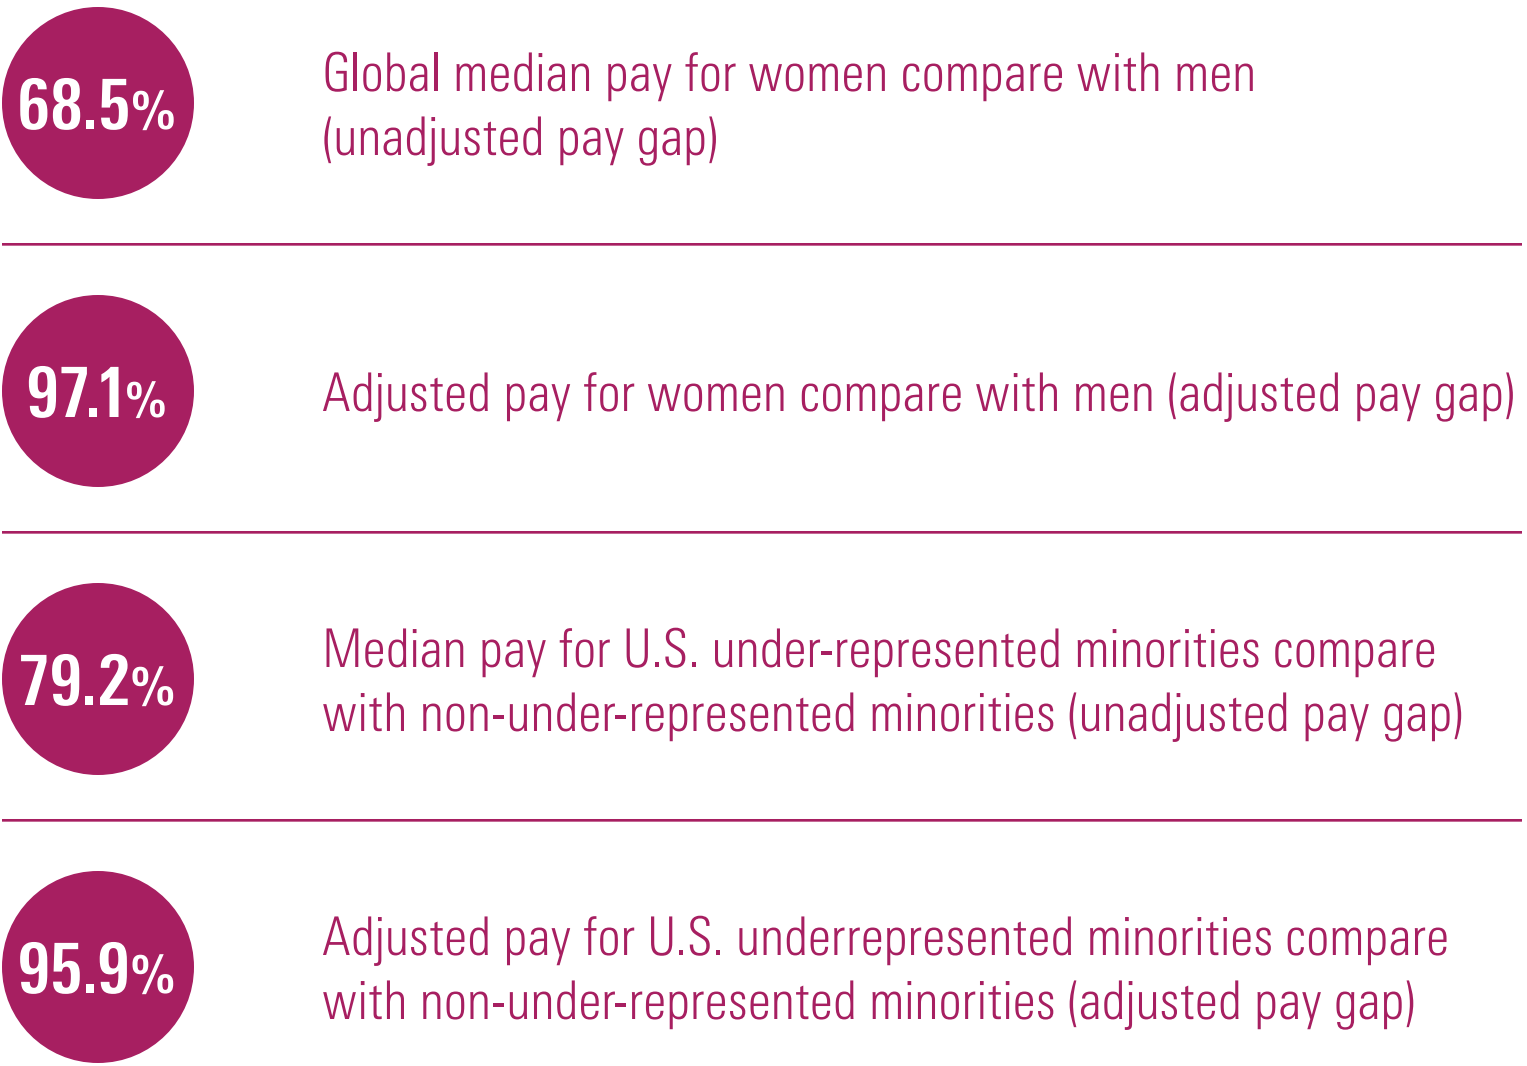 68.5%
Global median pay for women compare with men
(unadjusted pay gap)
97.1%
Adjusted pay for women compare with men (adjusted pay gap)
79.2%
Median pay for U.S. under-represented minorities compare
with non-under-represented minorities (unadjusted pay gap)
95.9%
Adjusted pay for U.S. underrepresented minorities compare
with non-under-represented minorities (adjusted pay gap)